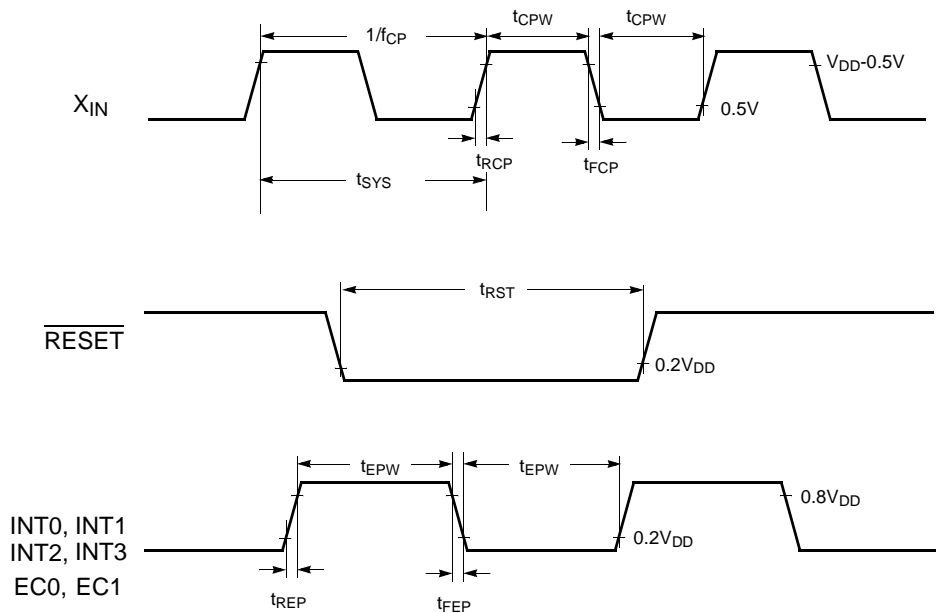 1/fCP
tCPW
tCPW
XIN
VDD-0.5V
0.5V
tRCP
tFCP
tSYS
tRST
RESET
0.2VDD
tEPW
tEPW
INT0, INT1
INT2, INT3
EC0, EC1
0.8VDD
0.2VDD
tREP
tFEP